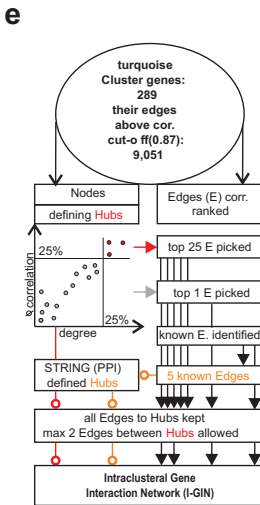 e
turquoise
Cluster genes:
289
their edges
above cor.
cut-o ff(0.87):
9,051
Nodes
defining Hubs
Edges (E) corr.
ranked
25%
correlation
degree
25%
top 25 E picked
top 1 E picked
known E. identified
STRING (PPI)
defined Hubs
5 known Edges
all Edges to Hubs kept
max 2 Edges between Hubs allowed
Intraclusteral Gene
Interaction Network (I-GIN)